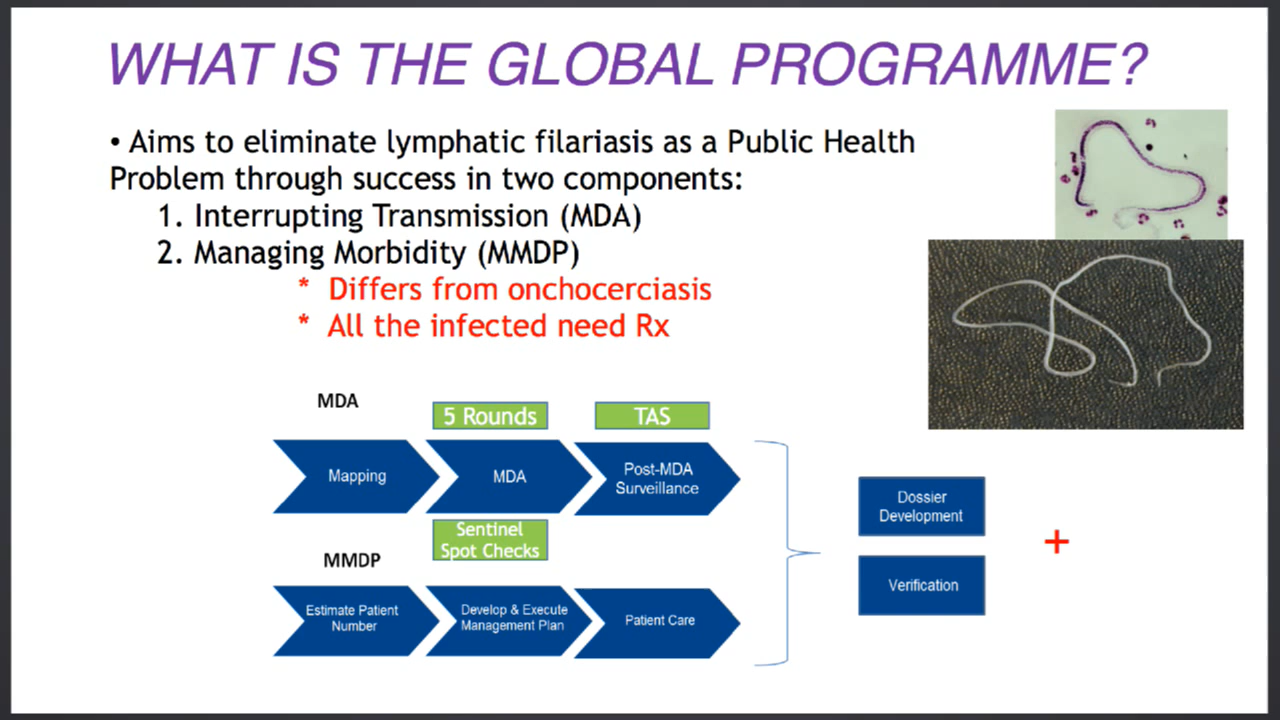 WHAT IS THE GLOBAL PROGRAMME?
• Aims to eliminate lymphatic filariasis as a Public Health
Problem through success in two components:
1. Interrupting Transmission (MDA)
2. Managing Morbidity (MMDP)
* Differs from onchocerciasis
* All the infected need Rx
MDA
5 Rounds
TAS
Mapping
MDA
Post-MDA
Surveillance
Sentinel
Spot Checks
MMDP
Estimate Patient
Number
Develop & Execute
Management Plan
Patient Care
Dossier
Development
Verification
+